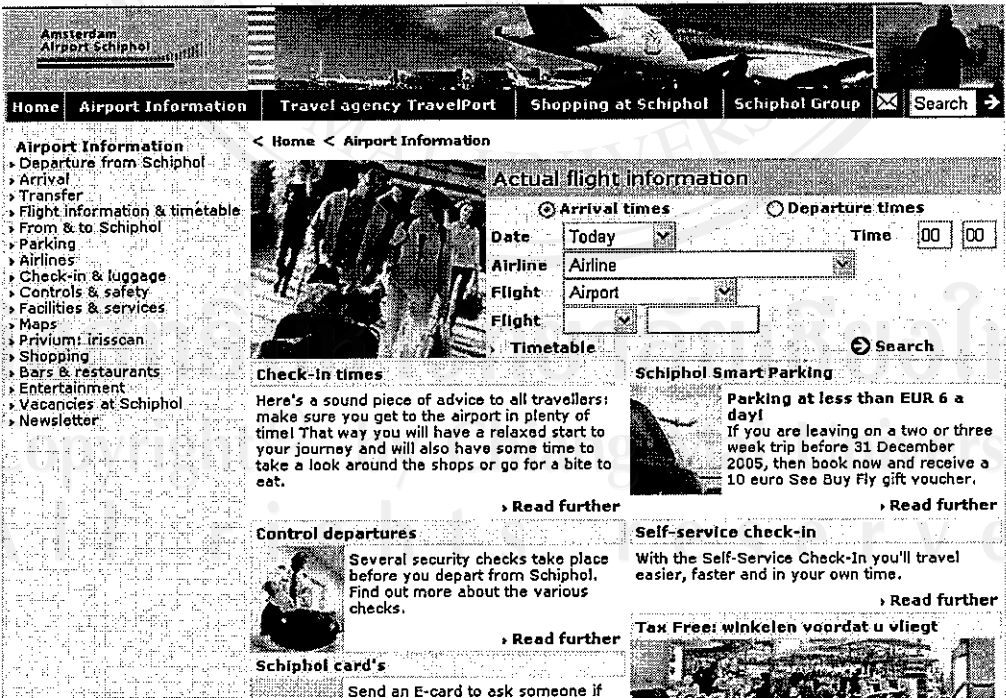 Amsterdam
Airport Schiphol
Home Airport Information Travel agency TravelPort Shopping at Schiphol Schiphol Group Search
< Home < Airport Information
Airport Information
› Departure from Schiphol
› Arrival
› Transfer
› Flight information & timetable
› From & to Schiphol
› Parking
› Airlines
› Check-in & luggage
› Controls & safety
› Facilities & services
› Maps
› Privium: irisscan
› Shopping
› Bars & restaurants
› Entertainment
› Vacancies at Schiphol
› Newsletter
Actual flight information
Arrival times Departure times
Date Today Time 00 00
Airline Airline
Flight Airport
Flight
› Timetable Search
Check-in times
Here's a sound piece of advice to all travellers:
make sure you get to the airport in plenty of
time! That way you will have a relaxed start to
your journey and will also have some time to
take a look around the shops or go for a bite to
eat.
› Read further
Schiphol Smart Parking
Parking at less than EUR 6 a
day!
If you are leaving on a two or three
week trip before 31 December
2005, then book now and receive a
10 euro See Buy Fly gift voucher.
› Read further
Control departures
Several security checks take place
before you depart from Schiphol.
Find out more about the various
checks.
› Read further
Self-service check-in
With the Self-Service Check-In you'll travel
easier, faster and in your own time.
› Read further
Schiphol card's
Send an E-card to ask someone if
Tax Free: winkelen voordat u vliegt